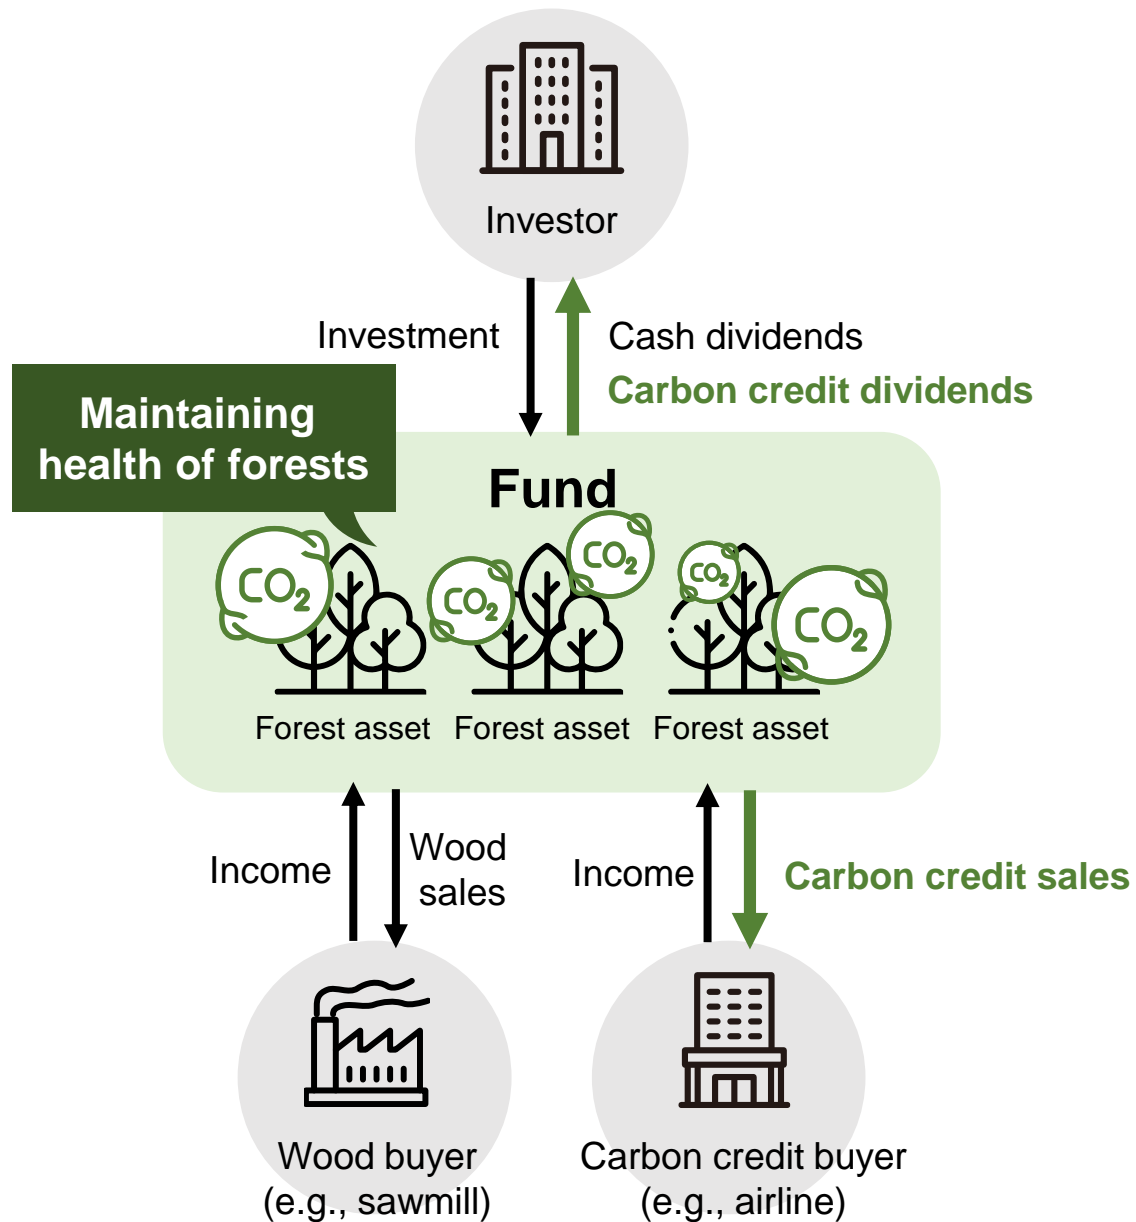 Investor
Investment
Cash dividends
Carbon credit dividends
Maintaining
health of forests
Fund
CO2
CO2
CO2
CO2
CO2
Forest asset
Forest asset
Forest asset
Income
Wood
sales
Income
Carbon credit sales
Wood buyer
(e.g., sawmill)
Carbon credit buyer
(e.g., airline)